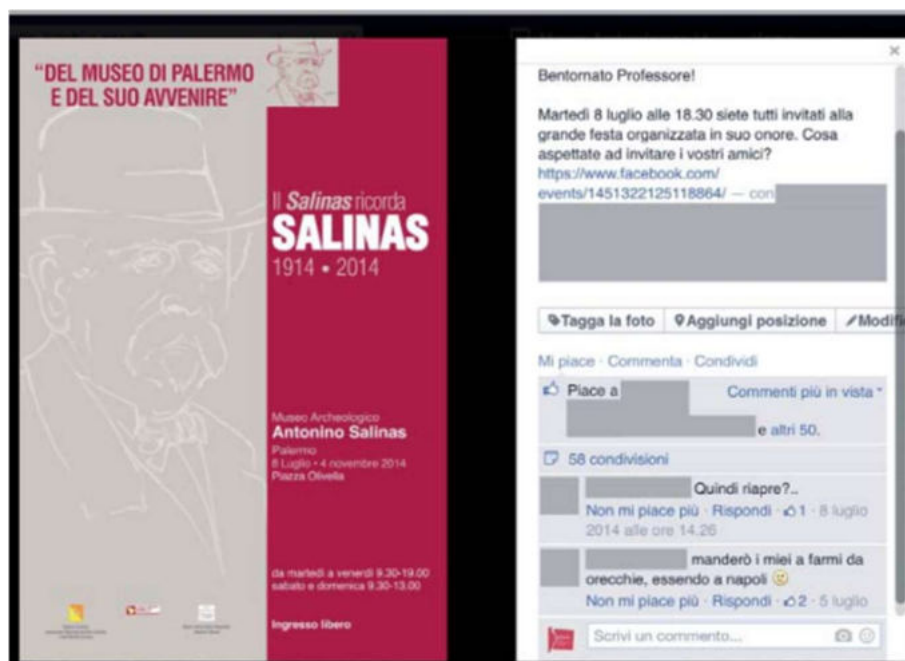 “DEL MUSEO DI PALERMO
E DEL SUO AVVENIRE”
Il Salinas ricorda
SALINAS
1914 • 2014
Museo Archeologico
Antonino Salinas
Palermo
8 Luglio • 4 novembre 2014
Piazza Olivella
da martedì a venerdì 9.30-19.00
sabato e domenica 9.30-13.00
Ingresso libero
Bentornato Professore!
Martedì 8 luglio alle 18.30 siete tutti invitati alla
grande festa organizzata in suo onore. Cosa
aspettate ad invitare i vostri amici?
https://www.facebook.com/
events/1451322125118864/ — con
Tagga la foto Aggiungi posizione Modific
Mi piace · Commenta · Condividi
Piace a Commenti più in vista
e altri 50.
58 condivisioni
Quindi riapre?..
Non mi piace più · Rispondi · 1 · 8 luglio
2014 alle ore 14.26
manderò i miei a farmi da
orecchie, essendo a napoli
Non mi piace più · Rispondi · 2 · 5 luglio
Scrivi un commento...